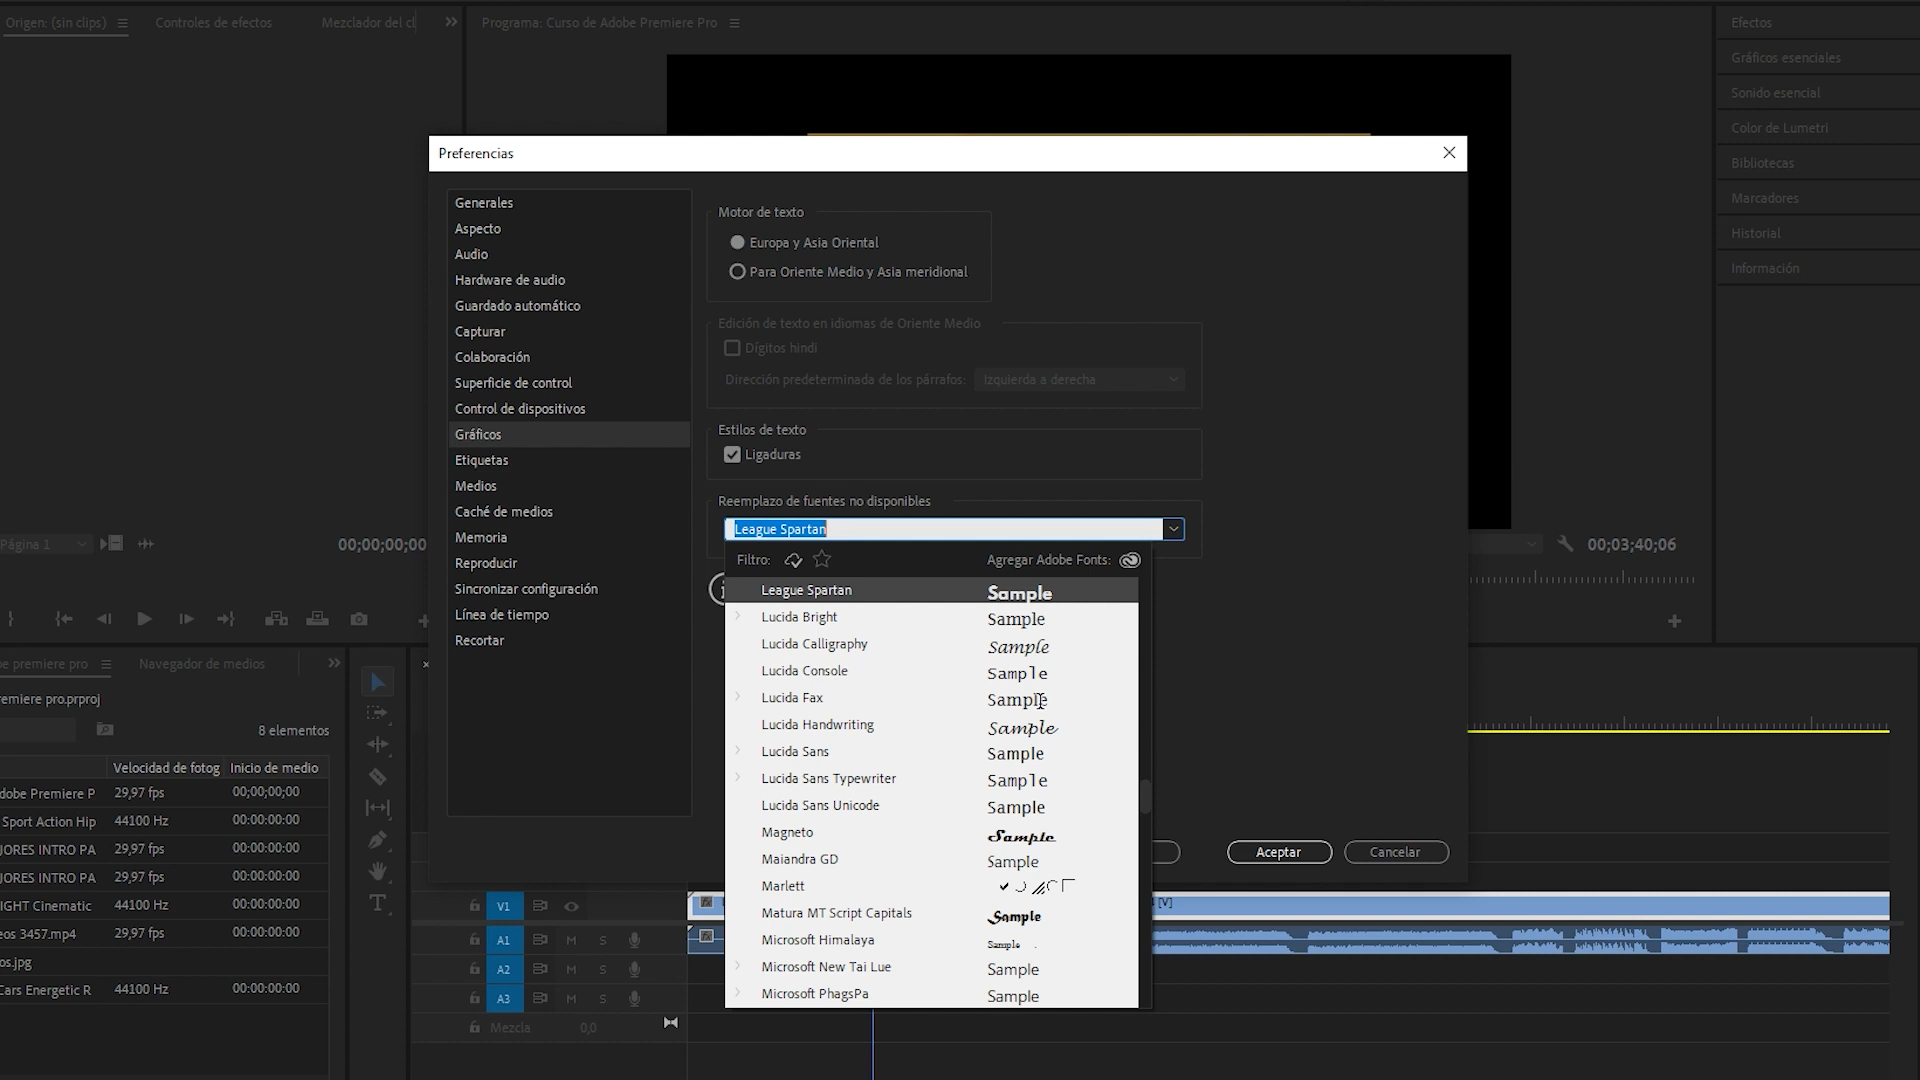 Origen: (sin clips)
Controles de efectos
Mezclador del cl
Programa: Curso de Adobe Premiere Pro
Efectos
Gráficos esenciales
Sonido esencial
Color de Lumetri
Bibliotecas
Marcadores
Historial
Información
Preferencias
Generales
Aspecto
Audio
Hardware de audio
Guardado automático
Capturar
Colaboración
Superficie de control
Control de dispositivos
Gráficos
Etiquetas
Medios
Caché de medios
Memoria
Reproducir
Sincronizar configuración
Línea de tiempo
Recortar
Motor de texto
Europa y Asia Oriental
Para Oriente Medio y Asia meridional
Edición de texto en idiomas de Oriente Medio
Dígitos hindi
Dirección predeterminada de los párrafos: Izquierda a derecha
Estilos de texto
Ligaduras
Reemplazo de fuentes no disponibles
League Spartan
Filtro: Agregar Adobe Fonts:
League Spartan Sample
Lucida Bright Sample
Lucida Calligraphy Sample
Lucida Console Sample
Lucida Fax Sample
Lucida Handwriting Sample
Lucida Sans Sample
Lucida Sans Typewriter Sample
Lucida Sans Unicode Sample
Magneto Sample
Maiandra GD Sample
Marlett
Matura MT Script Capitals Sample
Microsoft Himalaya Sample
Microsoft New Tai Lue Sample
Microsoft PhagsPa Sample
Aceptar
Cancelar
Página 1
00;00;00;00
00;03;40;06
be premiere pro
Navegador de medios
remiere pro.prproj
8 elementos
Velocidad de fotog Inicio de medio
dobe Premiere P 29,97 fps 00;00;00;00
Sport Action Hip 44100 Hz 00:00:00:00
JORES INTRO PA 29,97 fps 00:00:00:00
JORES INTRO PA 29,97 fps 00:00:00:00
IGHT Cinematic 44100 Hz 00:00:00:00
eos 3457.mp4 29,97 fps 00:00:00:00
os.jpg
Cars Energetic R 44100 Hz 00:00:00:00
T
V1 fx [V]
A1 M S fx
A2 M S
A3 M S
Mezcla 0,0